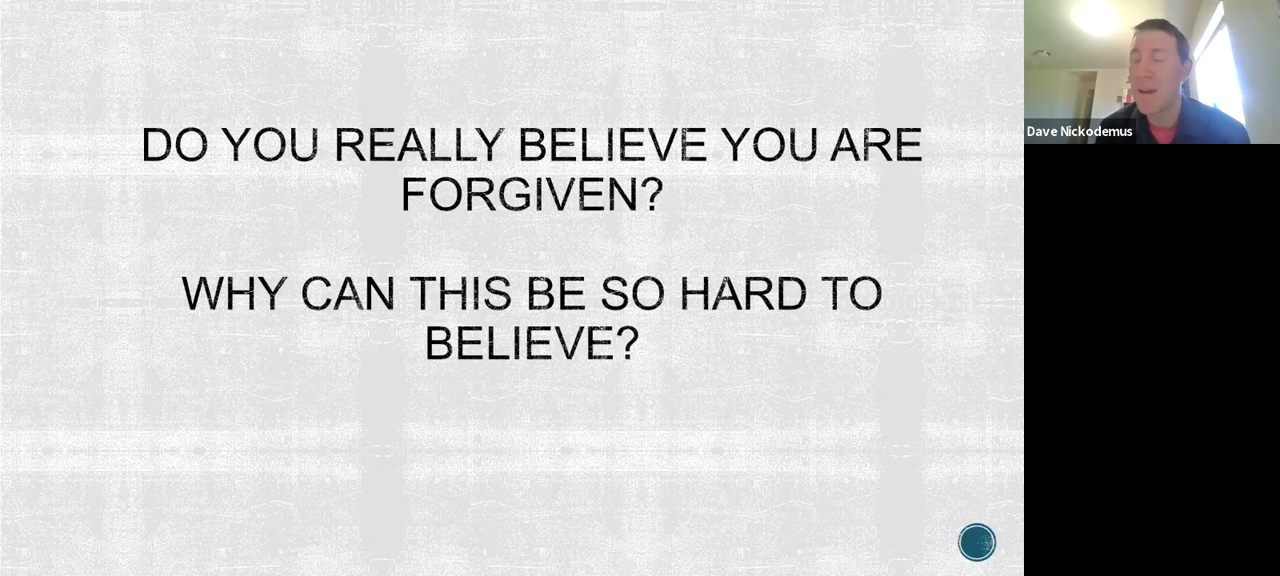 DO YOU REALLY BELIEVE YOU ARE
FORGIVEN?
WHY CAN THIS BE SO HARD TO
BELIEVE?
Dave Nickodemus